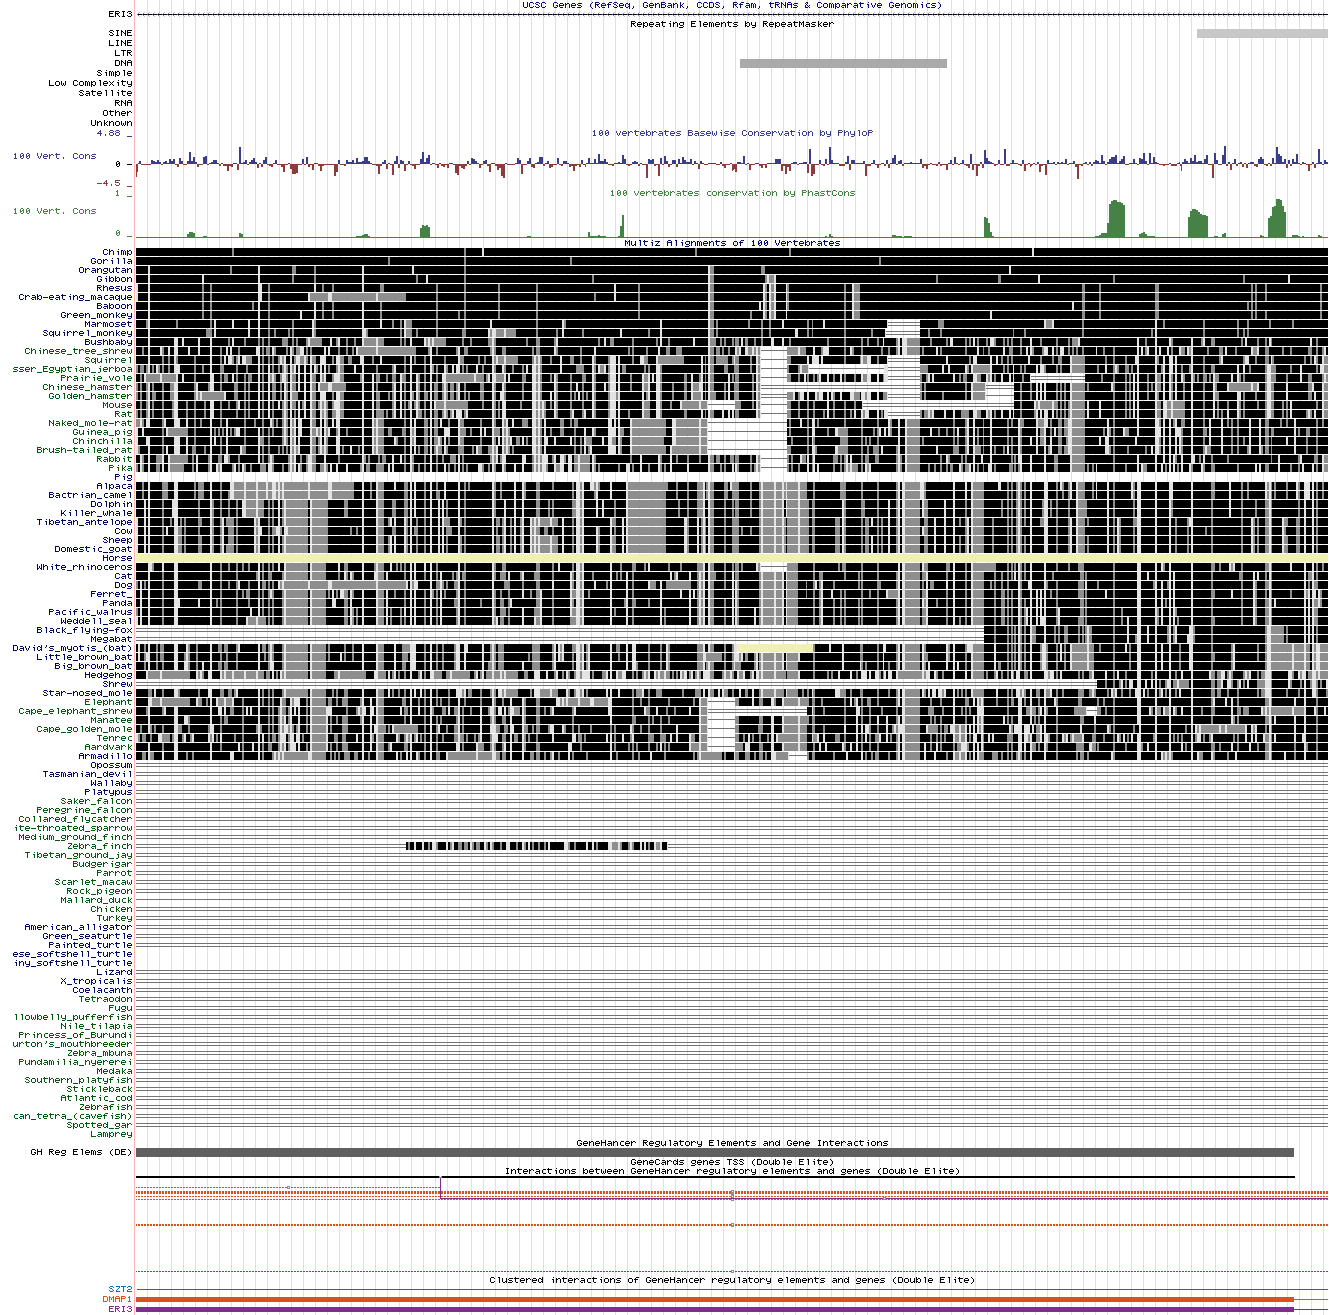 UCSC Genes (RefSeq, GenBank, CCDS, Rfam, tRNAs & Comparative Genomics)
ERI3
Repeating Elements by RepeatMasker
SINE
LINE
LTR
DNA
Simple
Low Complexity
Satellite
RNA
Other
Unknown
4.88 _
100 vertebrates Basewise Conservation by PhyloP
100 Vert. Cons
0 -
-4.5 _
100 vertebrates conservation by PhastCons
1 _
100 Vert. Cons
0 _
Multiz Alignments of 100 Vertebrates
Chimp
Gorilla
Orangutan
Gibbon
Rhesus
Crab-eating_macaque
Baboon
Green_monkey
Marmoset
Squirrel_monkey
Bushbaby
Chinese_tree_shrew
Squirrel
sser_Egyptian_jerboa
Prairie_vole
Chinese_hamster
Golden_hamster
Mouse
Rat
Naked_mole-rat
Guinea_pig
Chinchilla
Brush-tailed_rat
Rabbit
Pika
Pig
Alpaca
Bactrian_camel
Dolphin
Killer_whale
Tibetan_antelope
Cow
Sheep
Domestic_goat
Horse
White_rhinoceros
Cat
Dog
Ferret_
Panda
Pacific_walrus
Weddell_seal
Black_flying-fox
Megabat
David's_myotis_(bat)
Little_brown_bat
Big_brown_bat
Hedgehog
Shrew
Star-nosed_mole
Elephant
Cape_elephant_shrew
Manatee
Cape_golden_mole
Tenrec
Aardvark
Armadillo
Opossum
Tasmanian_devil
Wallaby
Platypus
Saker_falcon
Peregrine_falcon
Collared_flycatcher
ite-throated_sparrow
Medium_ground_finch
Zebra_finch
Tibetan_ground_jay
Budgerigar
Parrot
Scarlet_macaw
Rock_pigeon
Mallard_duck
Chicken
Turkey
American_alligator
Green_seaturtle
Painted_turtle
ese_softshell_turtle
iny_softshell_turtle
Lizard
X_tropicalis
Coelacanth
Tetraodon
Fugu
llowbelly_pufferfish
Nile_tilapia
Princess_of_Burundi
urton's_mouthbreeder
Zebra_mbuna
Pundamilia_nyererei
Medaka
Southern_platyfish
Stickleback
Atlantic_cod
Zebrafish
can_tetra_(cavefish)
Spotted_gar
Lamprey
GeneHancer Regulatory Elements and Gene Interactions
GH Reg Elems (DE)
GeneCards genes TSS (Double Elite)
Interactions between GeneHancer regulatory elements and genes (Double Elite)
Clustered interactions of GeneHancer regulatory elements and genes (Double Elite)
SZT2
DMAP1
ERI3